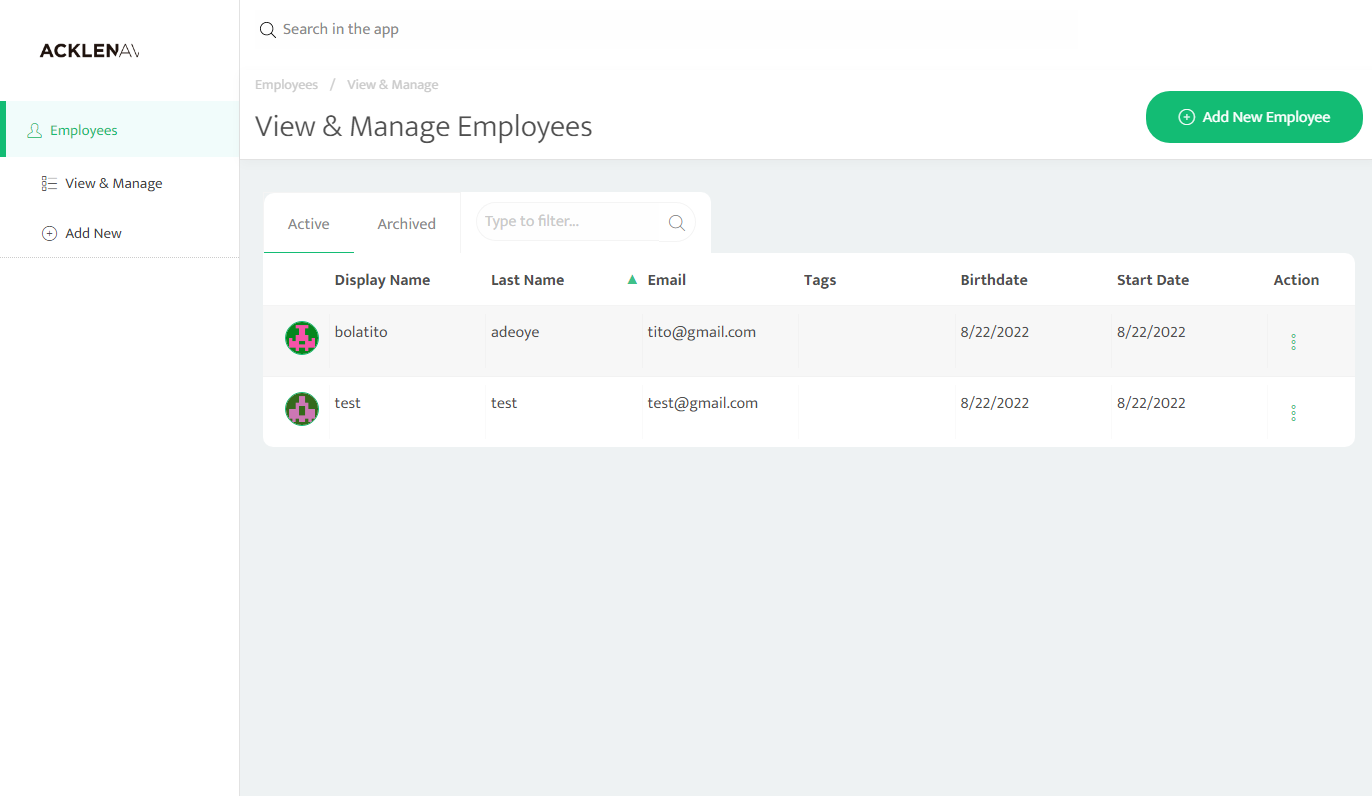 ACKLENAV
Search in the app
Employees / View & Manage
View & Manage Employees
Add New Employee
Employees
View & Manage
Add New
Active Archived Type to filter...
Display Name Last Name ▲ Email Tags Birthdate Start Date Action
bolatito adeoye tito@gmail.com 8/22/2022 8/22/2022
test test test@gmail.com 8/22/2022 8/22/2022